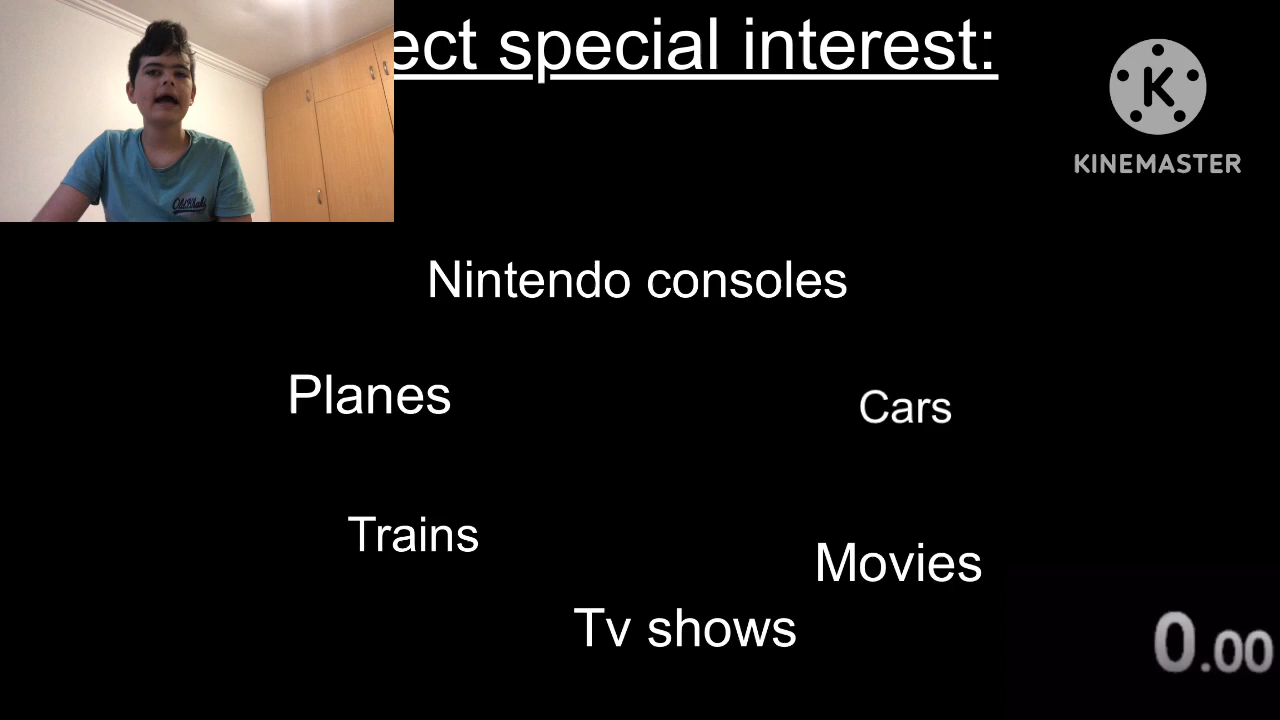 ect special interest:
KINEMASTER
Nintendo consoles
Planes
Cars
Trains
Movies
Tv shows
0.00